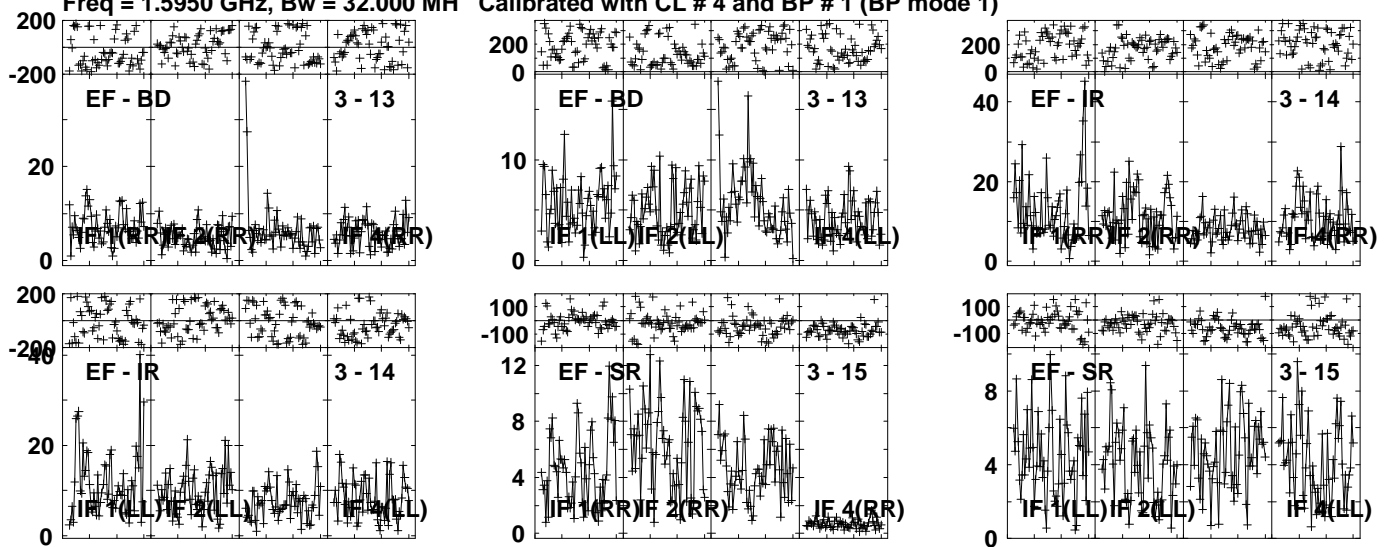 Freq = 1.5950 GHz, Bw = 32.000 MH Calibrated with CL # 4 and BP # 1 (BP mode 1)
200
-200
EF - BD 3 - 13
20
0
IF 1(RR) IF 2(RR) IF 4(RR)
200
0
EF - BD 3 - 13
10
0
IF 1(LL) IF 2(LL) IF 4(LL)
200
0
EF - IR 3 - 14
40
20
0
IF 1(RR) IF 2(RR) IF 4(RR)
200
-200
40
EF - IR 3 - 14
20
0
IF 1(LL) IF 2(LL) IF 4(LL)
100
-100
12
EF - SR 3 - 15
8
4
0
IF 1(RR) IF 2(RR) IF 4(RR)
100
-100
EF - SR 3 - 15
8
4
0
IF 1(LL) IF 2(LL) IF 4(LL)